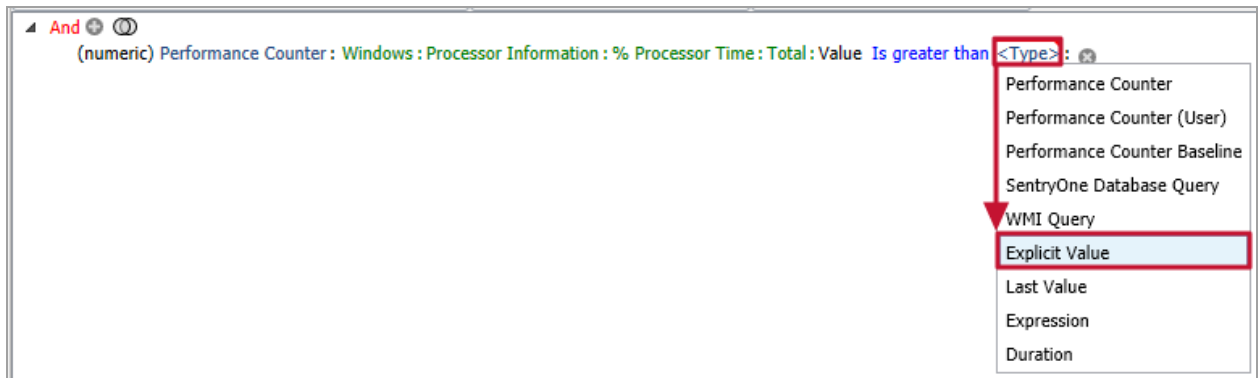 And
(numeric) Performance Counter : Windows : Processor Information : % Processor Time : Total : Value Is greater than <Type> :
Performance Counter
Performance Counter (User)
Performance Counter Baseline
SentryOne Database Query
WMI Query
Explicit Value
Last Value
Expression
Duration